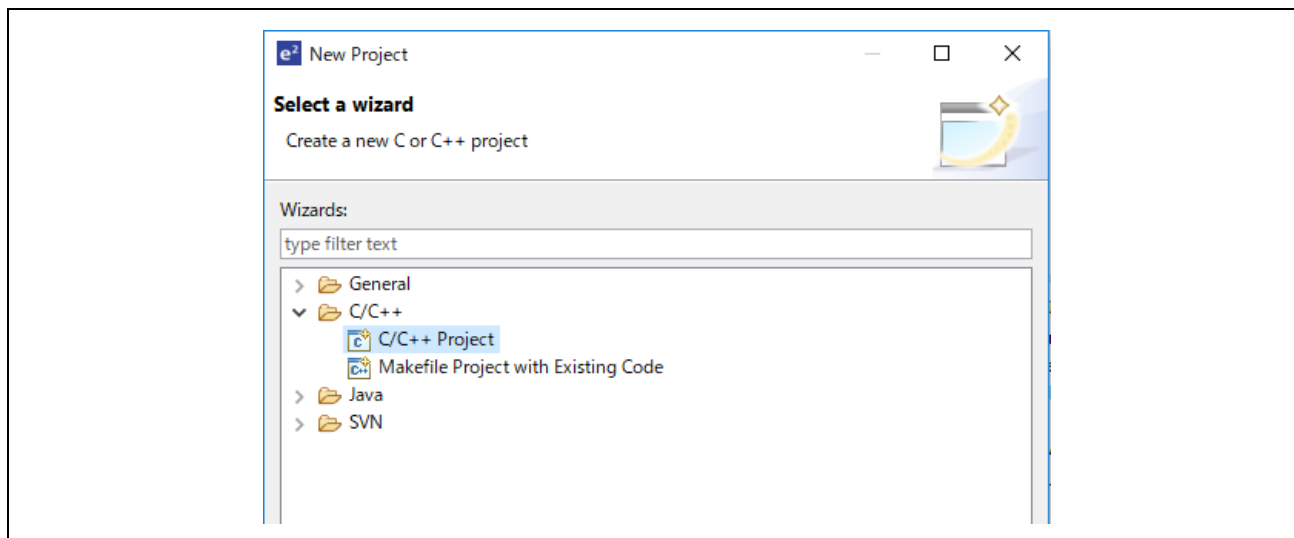 e² New Project
Select a wizard
Create a new C or C++ project
Wizards:
type filter text
General
C/C++
C/C++ Project
Makefile Project with Existing Code
Java
SVN